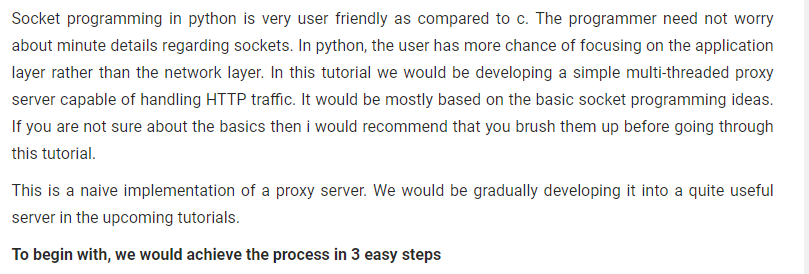 Socket programming in python is very user friendly as compared to c. The programmer need not worry
about minute details regarding sockets. In python, the user has more chance of focusing on the application
layer rather than the network layer. In this tutorial we would be developing a simple multi-threaded proxy
server capable of handling HTTP traffic. It would be mostly based on the basic socket programming ideas.
If you are not sure about the basics then i would recommend that you brush them up before going through
this tutorial.
This is a naive implementation of a proxy server. We would be gradually developing it into a quite useful
server in the upcoming tutorials.
To begin with, we would achieve the process in 3 easy steps